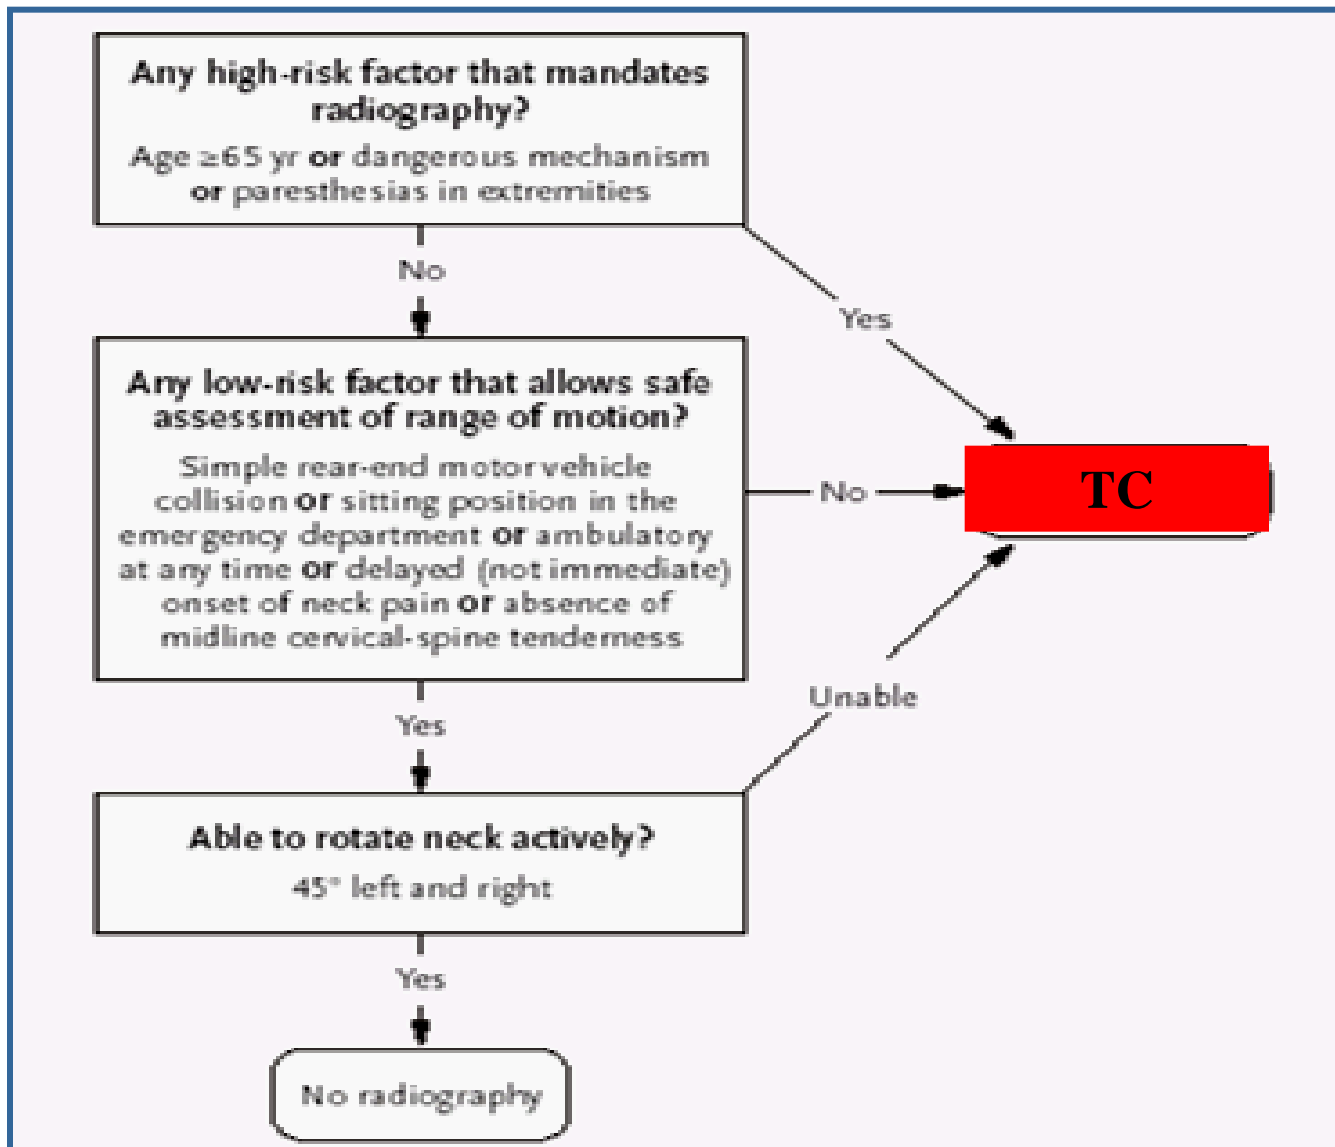 Any high-risk factor that mandates
radiography?
Age ≥65 yr or dangerous mechanism
or paresthesias in extremities
No
Yes
Any low-risk factor that allows safe
assessment of range of motion?
Simple rear-end motor vehicle
collision or sitting position in the
emergency department or ambulatory
at any time or delayed (not immediate)
onset of neck pain or absence of
midline cervical-spine tenderness
No
TC
Yes
Unable
Able to rotate neck actively?
45° left and right
Yes
No radiography